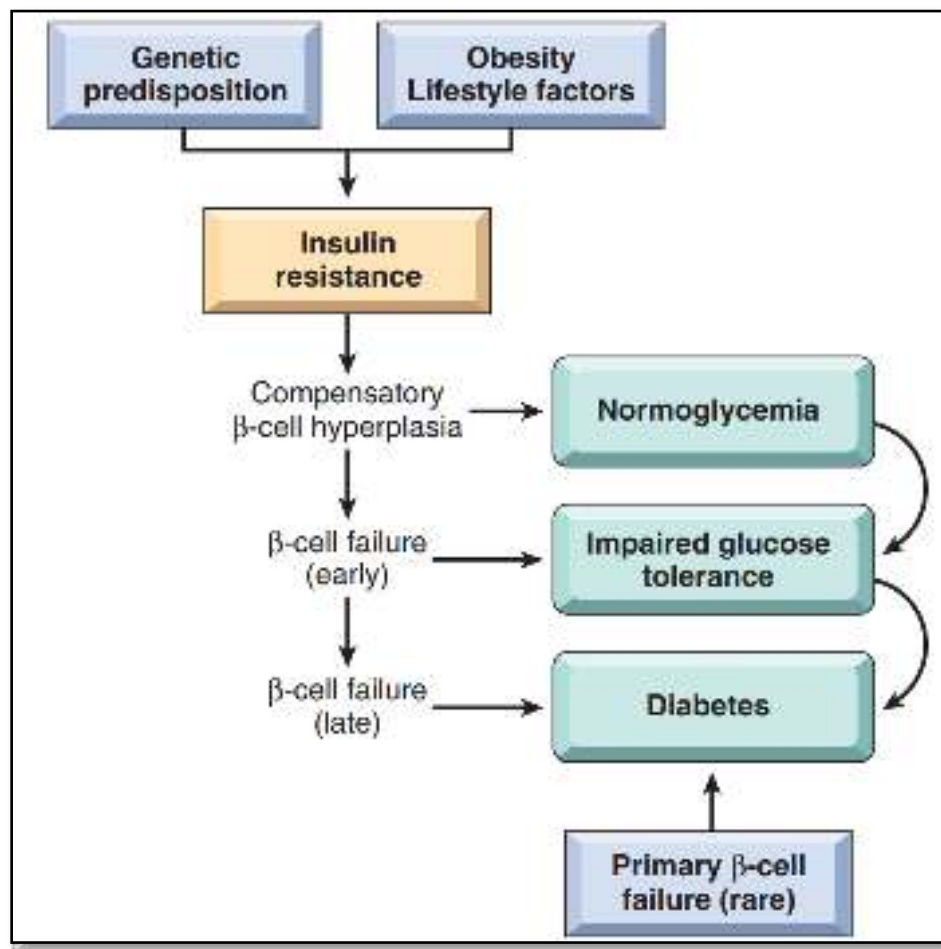 Genetic
predisposition
Obesity
Lifestyle factors
Insulin
resistance
Compensatory
β-cell hyperplasia
Normoglycemia
β-cell failure
(early)
Impaired glucose
tolerance
β-cell failure
(late)
Diabetes
Primary β-cell
failure (rare)